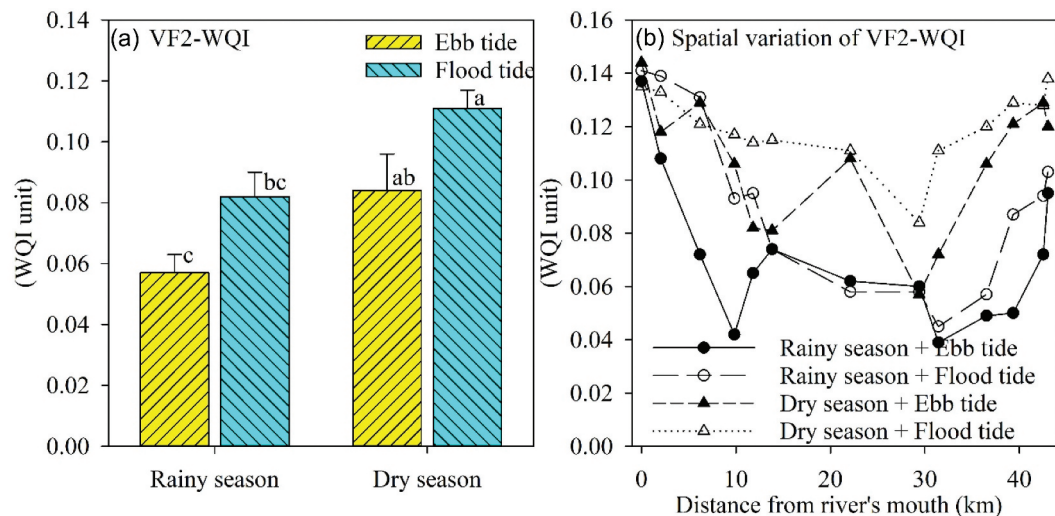 (a) VF2-WQI
Ebb tide
Flood tide
(WQI unit)
0.14
0.12
0.10
0.08
0.06
0.04
0.02
0.00
c
bc
ab
a
Rainy season
Dry season
(b) Spatial variation of VF2-WQI
(WQI unit)
0.16
0.14
0.12
0.10
0.08
0.06
0.04
0.02
0.00
Rainy season + Ebb tide
Rainy season + Flood tide
Dry season + Ebb tide
Dry season + Flood tide
0 10 20 30 40
Distance from river's mouth (km)